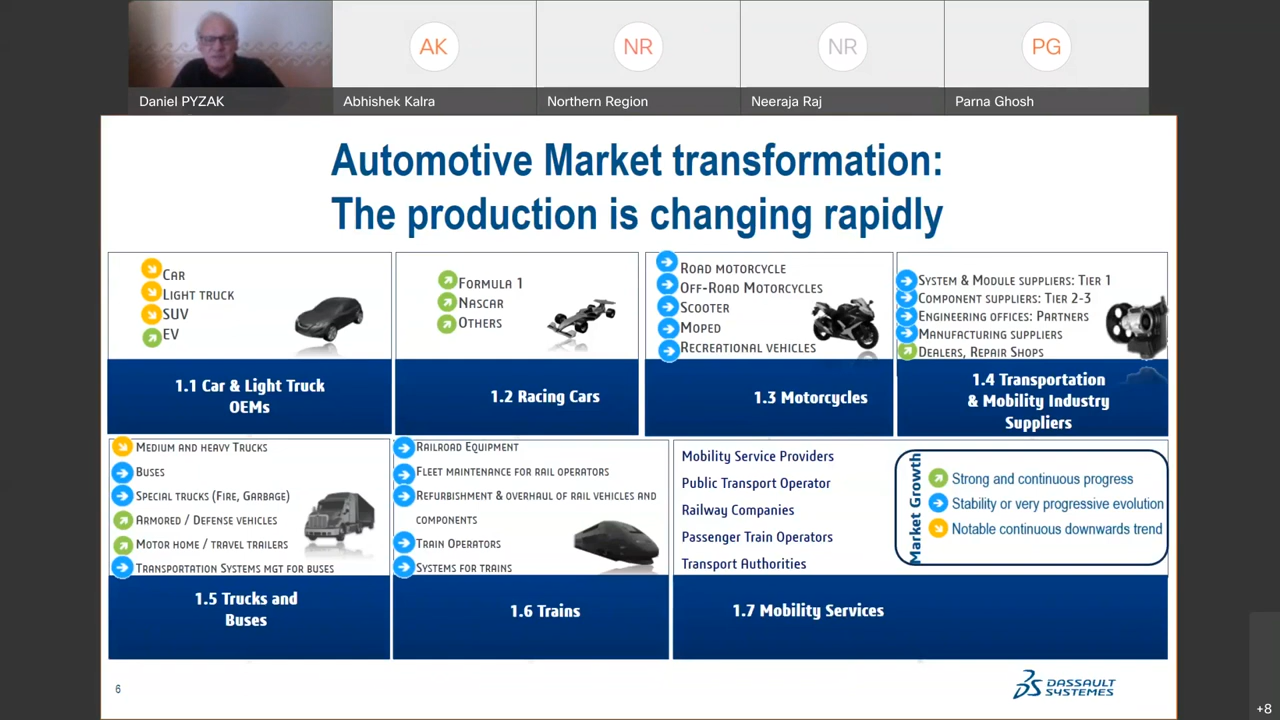 AK
NR
NR
PG
Daniel PYZAK
Abhishek Kalra
Northern Region
Neeraja Raj
Parna Ghosh
Automotive Market transformation:
The production is changing rapidly
CAR
LIGHT TRUCK
SUV
EV
1.1 Car & Light Truck
OEMs
FORMULA 1
NASCAR
OTHERS
1.2 Racing Cars
ROAD MOTORCYCLE
OFF-ROAD MOTORCYCLES
SCOOTER
MOPED
RECREATIONAL VEHICLES
1.3 Motorcycles
SYSTEM & MODULE SUPPLIERS: TIER 1
COMPONENT SUPPLIERS: TIER 2-3
ENGINEERING OFFICES: PARTNERS
MANUFACTURING SUPPLIERS
DEALERS, REPAIR SHOPS
1.4 Transportation
& Mobility Industry
Suppliers
MEDIUM AND HEAVY TRUCKS
BUSES
SPECIAL TRUCKS (FIRE, GARBAGE)
ARMORED / DEFENSE VEHICLES
MOTOR HOME / TRAVEL TRAILERS
TRANSPORTATION SYSTEMS MGT FOR BUSES
1.5 Trucks and
Buses
RAILROAD EQUIPMENT
FLEET MAINTENANCE FOR RAIL OPERATORS
REFURBISHMENT & OVERHAUL OF RAIL VEHICLES AND
COMPONENTS
TRAIN OPERATORS
SYSTEMS FOR TRAINS
1.6 Trains
Mobility Service Providers
Public Transport Operator
Railway Companies
Passenger Train Operators
Transport Authorities
1.7 Mobility Services
Market Growth
Strong and continuous progress
Stability or very progressive evolution
Notable continuous downwards trend
6
DASSAULT
SYSTEMES
+8